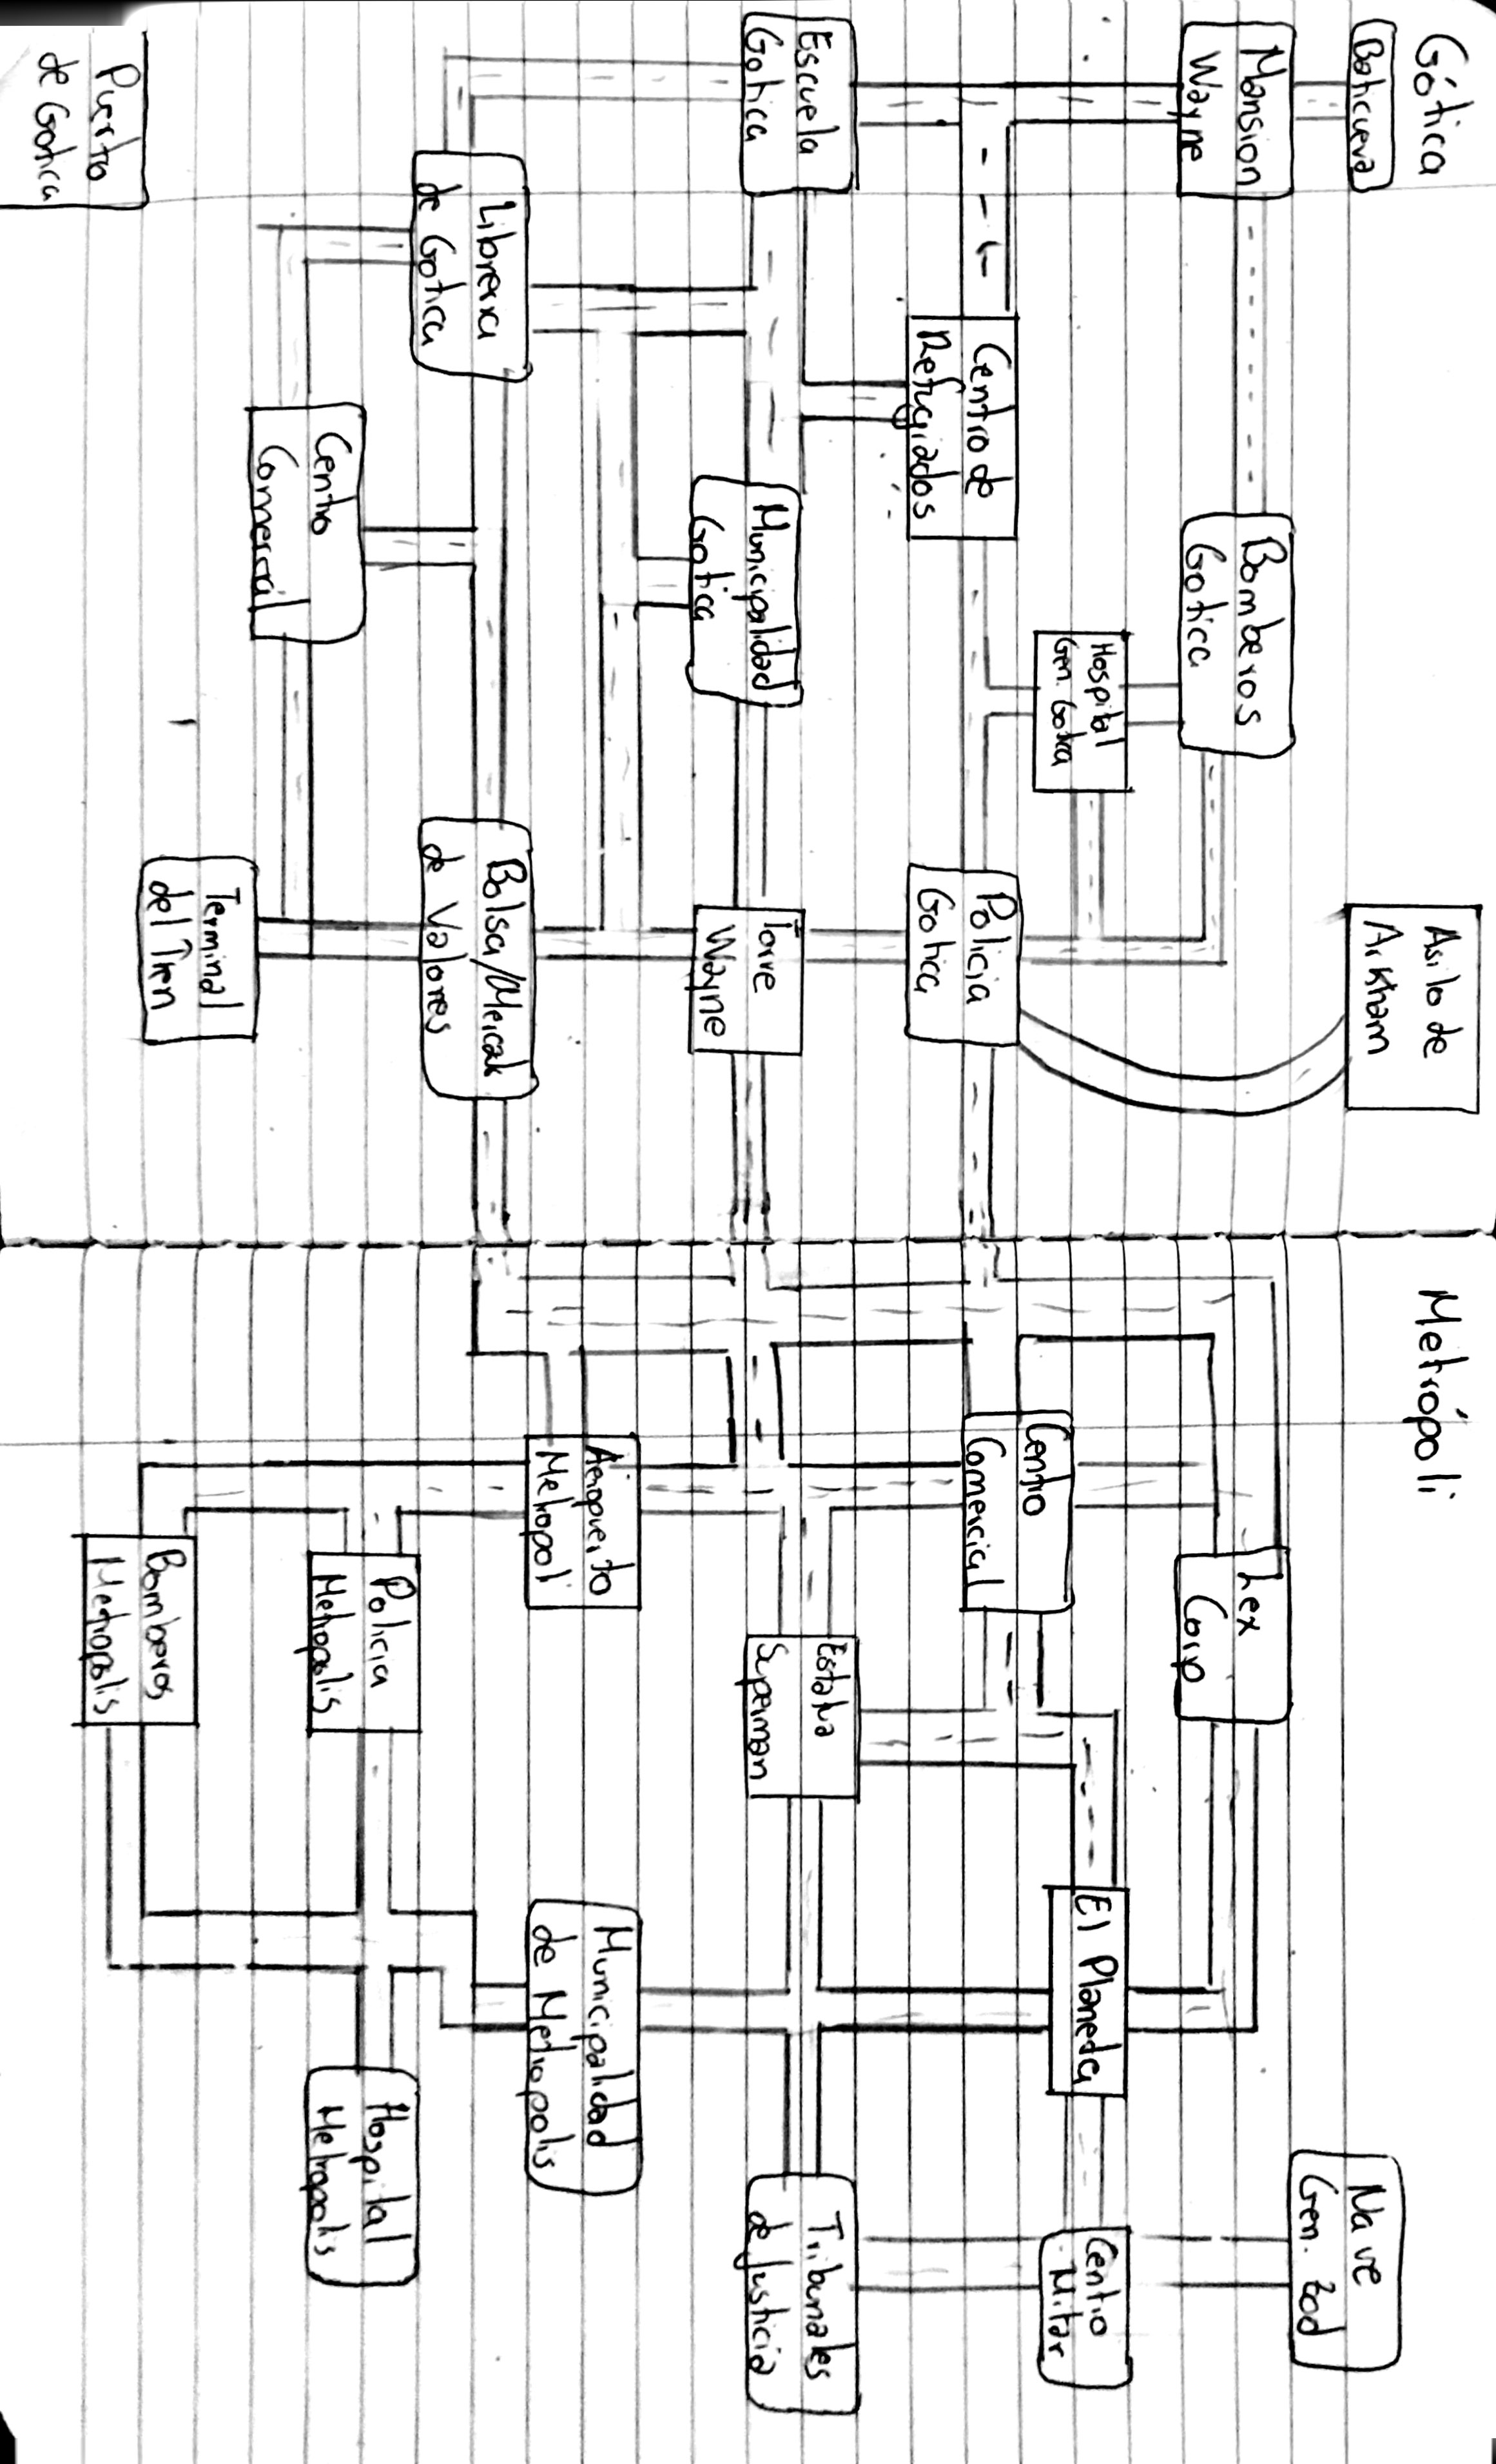 Gótica
Baticueva
Mansion
Wayne
Bomberos
Gotica
Asilo de
Arkham
Hospital
Gen. Gotica
Centro de
Refugiados
Policia
Gotica
Escuela
Gotica
Municipalidad
Gotica
Torre
Wayne
Libreria
de Gotica
Bolsa/Mercado
de Valores
Centro
Comercial
Terminal
del Tren
Puerto
de Gotica
Metrópoli
Nave
Gen. Zod
Lex
Corp
El Planeta
Centro
Militar
Centro
Comercial
Estatua
Superman
Tribunales
de Justicia
Aeropuerto
Metropoli
Municipalidad
de Metropolis
Policia
Metropolis
Hospital
Metropolis
Bomberos
Metropolis